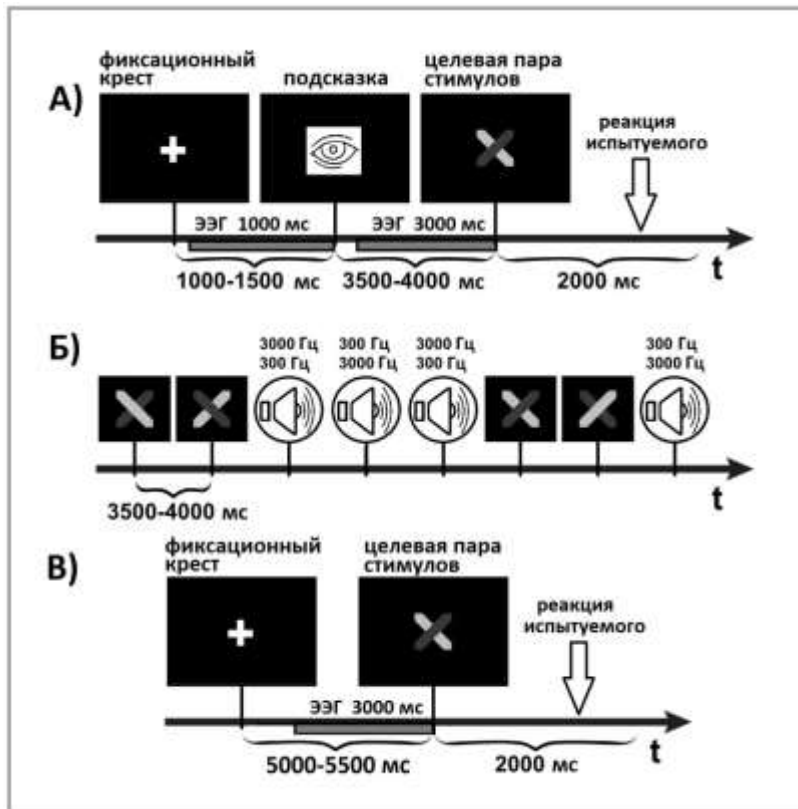 фиксационный
крест
подсказка
целевая пара
стимулов
А)
реакция
испытуемого
ЭЭГ 1000 мс
ЭЭГ 3000 мс
t
1000-1500 мс
3500-4000 мс
2000 мс
Б)
3000 Гц
300 Гц
300 Гц
3000 Гц
3000 Гц
300 Гц
300 Гц
3000 Гц
t
3500-4000 мс
фиксационный
крест
целевая пара
стимулов
В)
реакция
испытуемого
ЭЭГ 3000 мс
t
5000-5500 мс
2000 мс